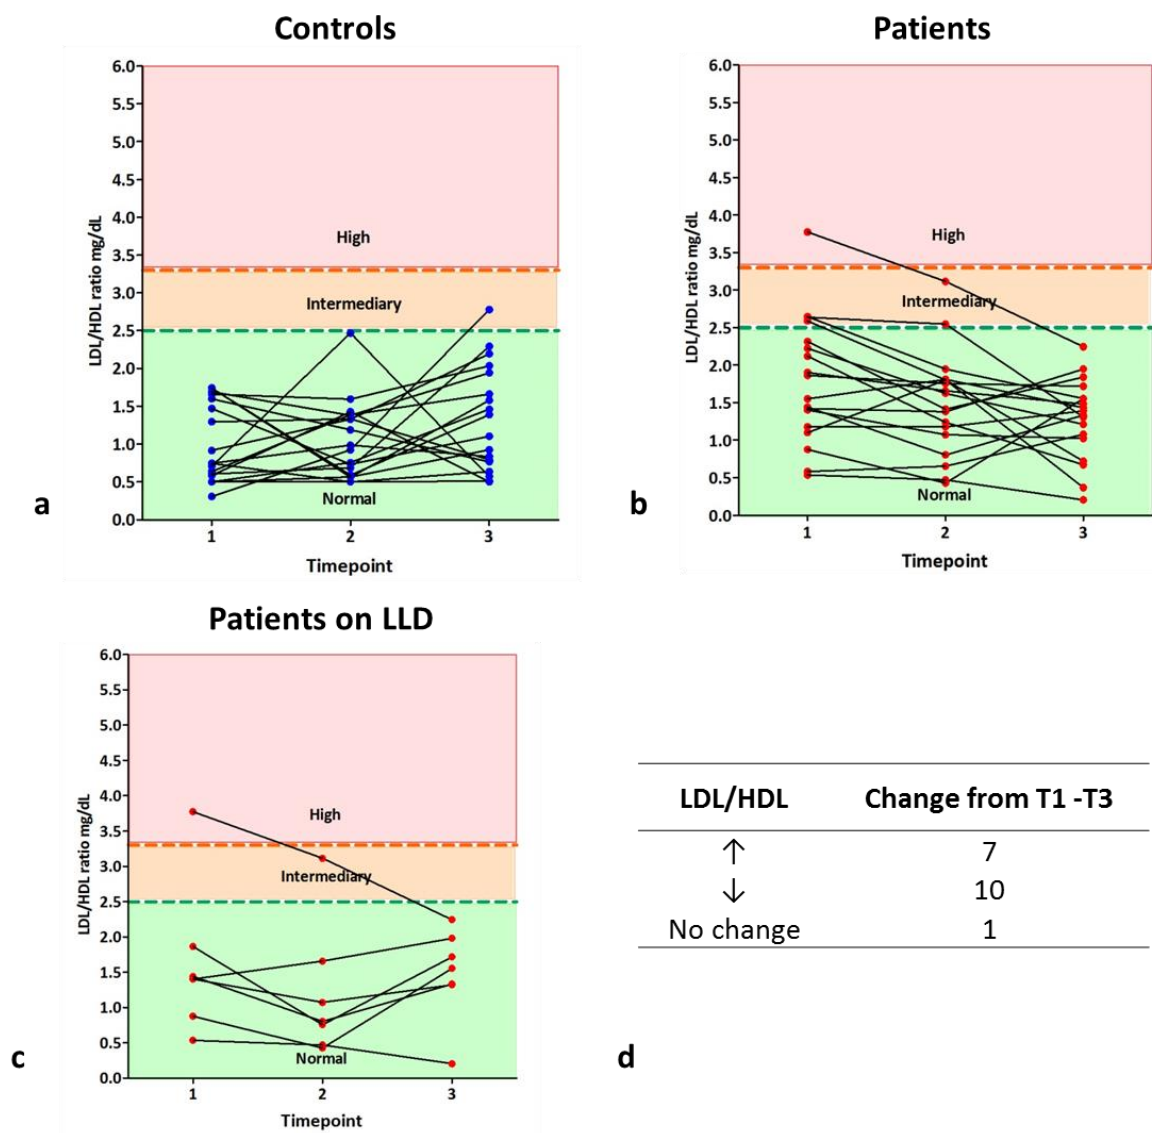 Controls
Patients
6.0
5.5
5.0
4.5
4.0
3.5
3.0
2.5
2.0
1.5
1.0
0.5
0.0
LDL/HDL ratio mg/dL
High
Intermediary
Normal
1 2 3
Timepoint
a
6.0
5.5
5.0
4.5
4.0
3.5
3.0
2.5
2.0
1.5
1.0
0.5
0.0
LDL/HDL ratio mg/dL
High
Intermediary
Normal
1 2 3
Timepoint
b
Patients on LLD
6.0
5.5
5.0
4.5
4.0
3.5
3.0
2.5
2.0
1.5
1.0
0.5
0.0
LDL/HDL ratio mg/dL
High
Intermediary
Normal
1 2 3
Timepoint
c
LDL/HDL Change from T1 -T3
↑ 7
↓ 10
No change 1
d